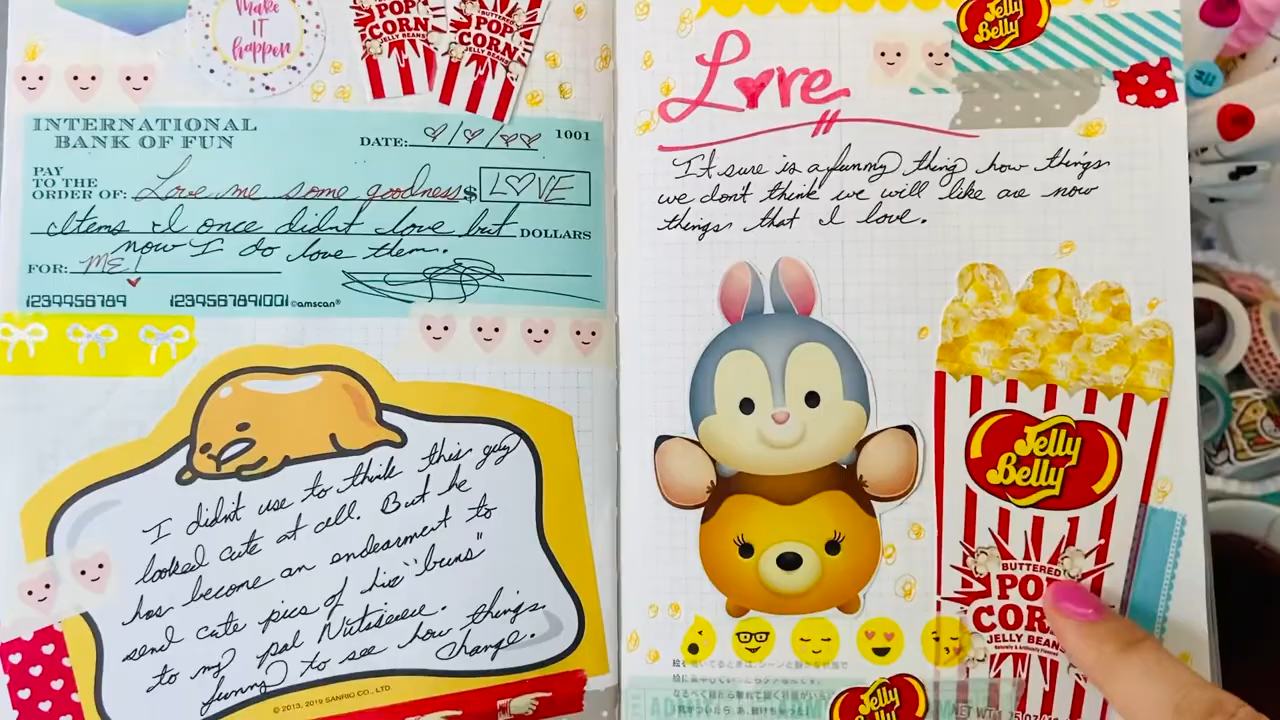 make
IT
happen
POP
CORN
JELLY BEANS
BUTTERED
POP
CORN
JELLY BEANS
INTERNATIONAL
BANK OF FUN
DATE:
1001
PAY
TO THE
ORDER OF: Love me some goodness $ LOVE
Items I once didn't love but DOLLARS
now I do love them.
FOR: ME!
©amscan®
I didn't use to think this guy
looked cute at all. But he
has become an endearment to
send cute pics of his "buns"
to my pal
funny to see how things
change.
© 2013, 2019 SANRIO CO., LTD.
Jelly
Belly
Love
It sure is a funny thing how things
we dont think we will like are now
things that I love.
Jelly
Belly
BUTTERED
POP
CORN
JELLY BEANS
Naturally & Artificially Flavored
Jelly
Belly